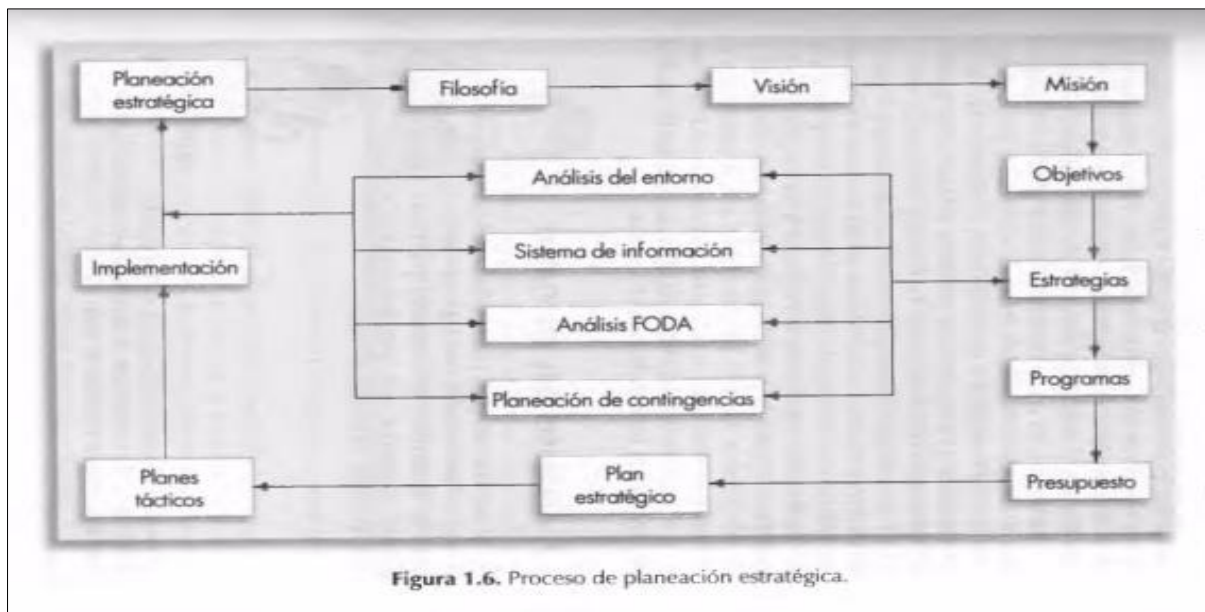 Planeación
estratégica
Filosofía
Visión
Misión
Análisis del entorno
Objetivos
Sistema de información
Implementación
Estrategias
Análisis FODA
Programas
Planeación de contingencias
Planes
tácticos
Plan
estratégico
Presupuesto
Figura 1.6. Proceso de planeación estratégica.